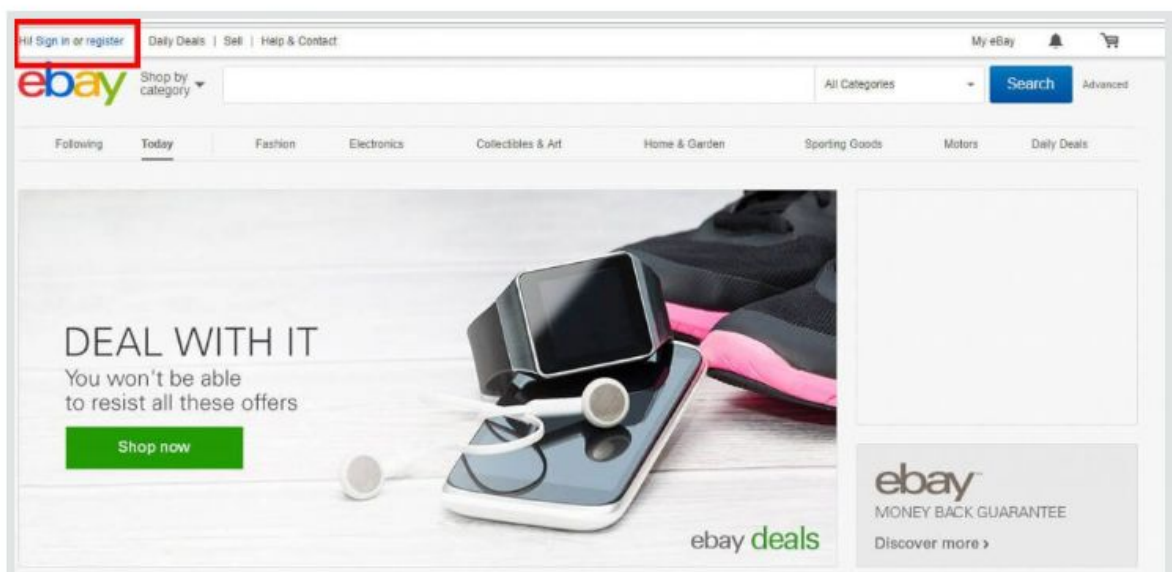 Hi! Sign in or register Daily Deals | Sell | Help & Contact My eBay
ebay Shop by category All Categories Search Advanced
Following Today Fashion Electronics Collectibles & Art Home & Garden Sporting Goods Motors Daily Deals
DEAL WITH IT
You won't be able
to resist all these offers
Shop now
ebay deals
ebay™
MONEY BACK GUARANTEE
Discover more ›